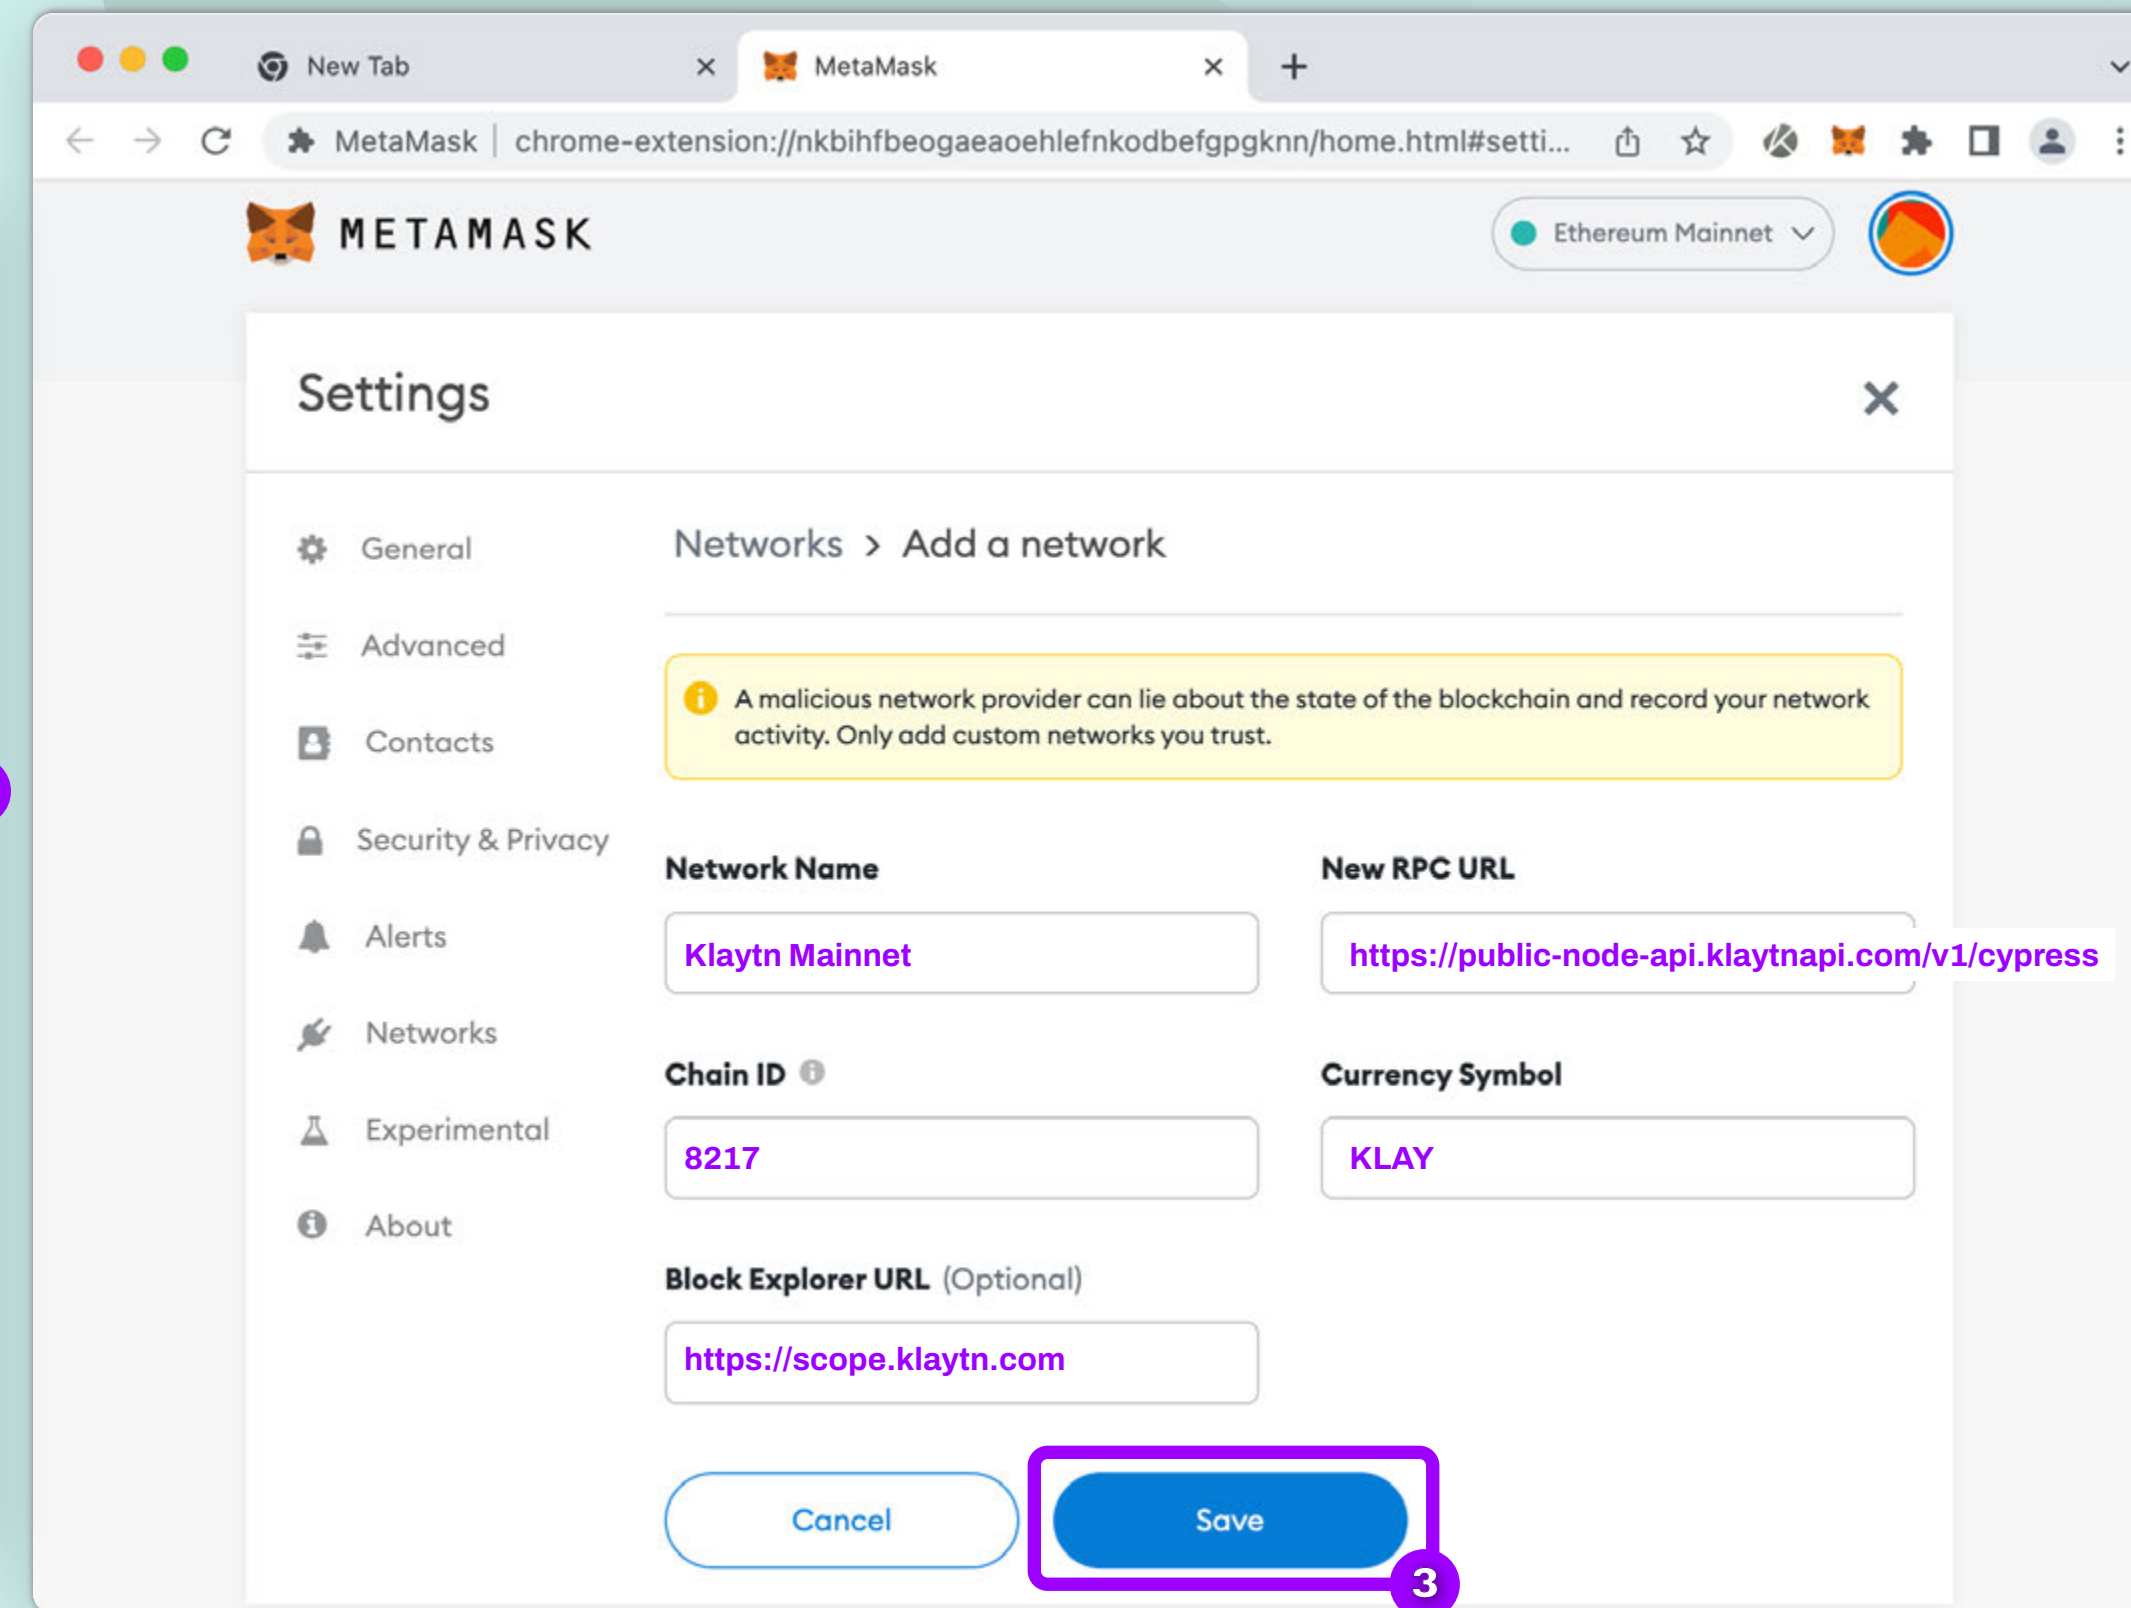 New Tab
MetaMask
MetaMask | chrome-extension://nkbihfbeogaeaoehlefnkodbefgpgknn/home.html#setti...
METAMASK
Ethereum Mainnet
Settings
General
Advanced
Contacts
Security & Privacy
Alerts
Networks
Experimental
About
Networks > Add a network
A malicious network provider can lie about the state of the blockchain and record your network
activity. Only add custom networks you trust.
Network Name
Klaytn Mainnet
New RPC URL
https://public-node-api.klaytnapi.com/v1/cypress
Chain ID
8217
Currency Symbol
KLAY
Block Explorer URL (Optional)
https://scope.klaytn.com
Cancel
Save
3